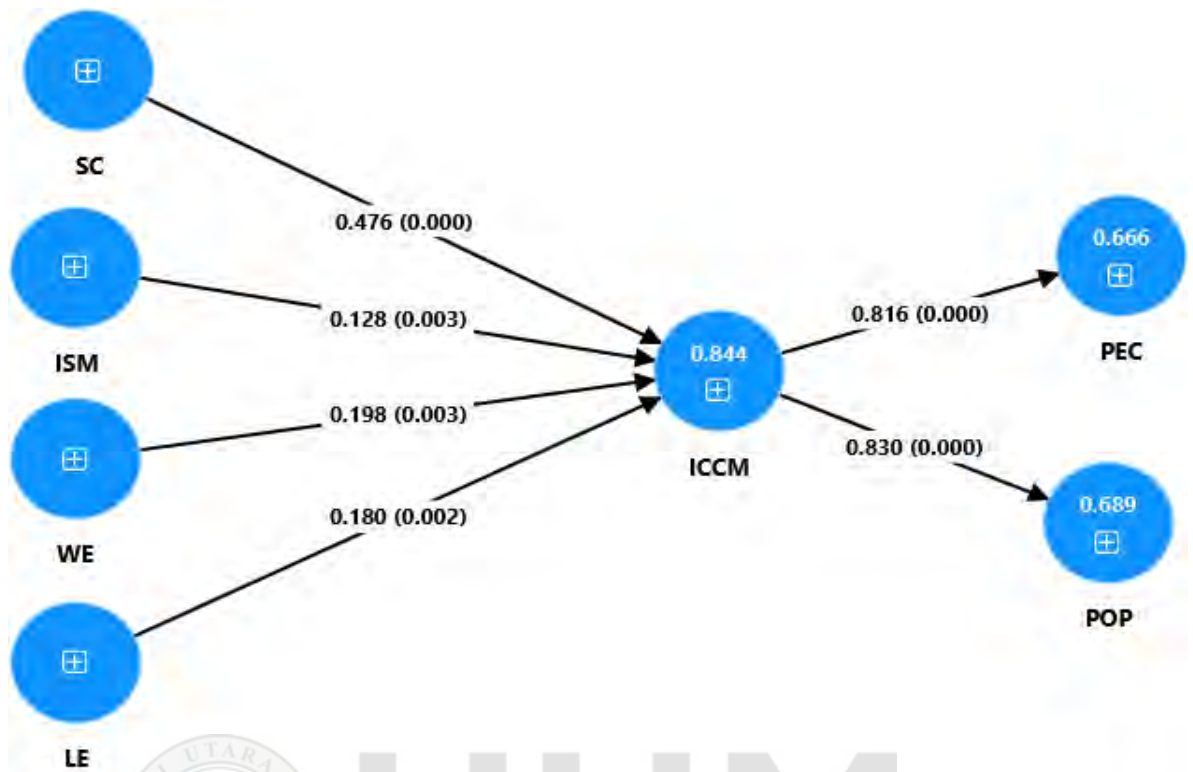 SC
0.476 (0.000)
ISM
0.128 (0.003)
WE
0.198 (0.003)
LE
0.180 (0.002)
0.844
ICCM
0.816 (0.000)
0.666
PEC
0.830 (0.000)
0.689
POP
UTARA